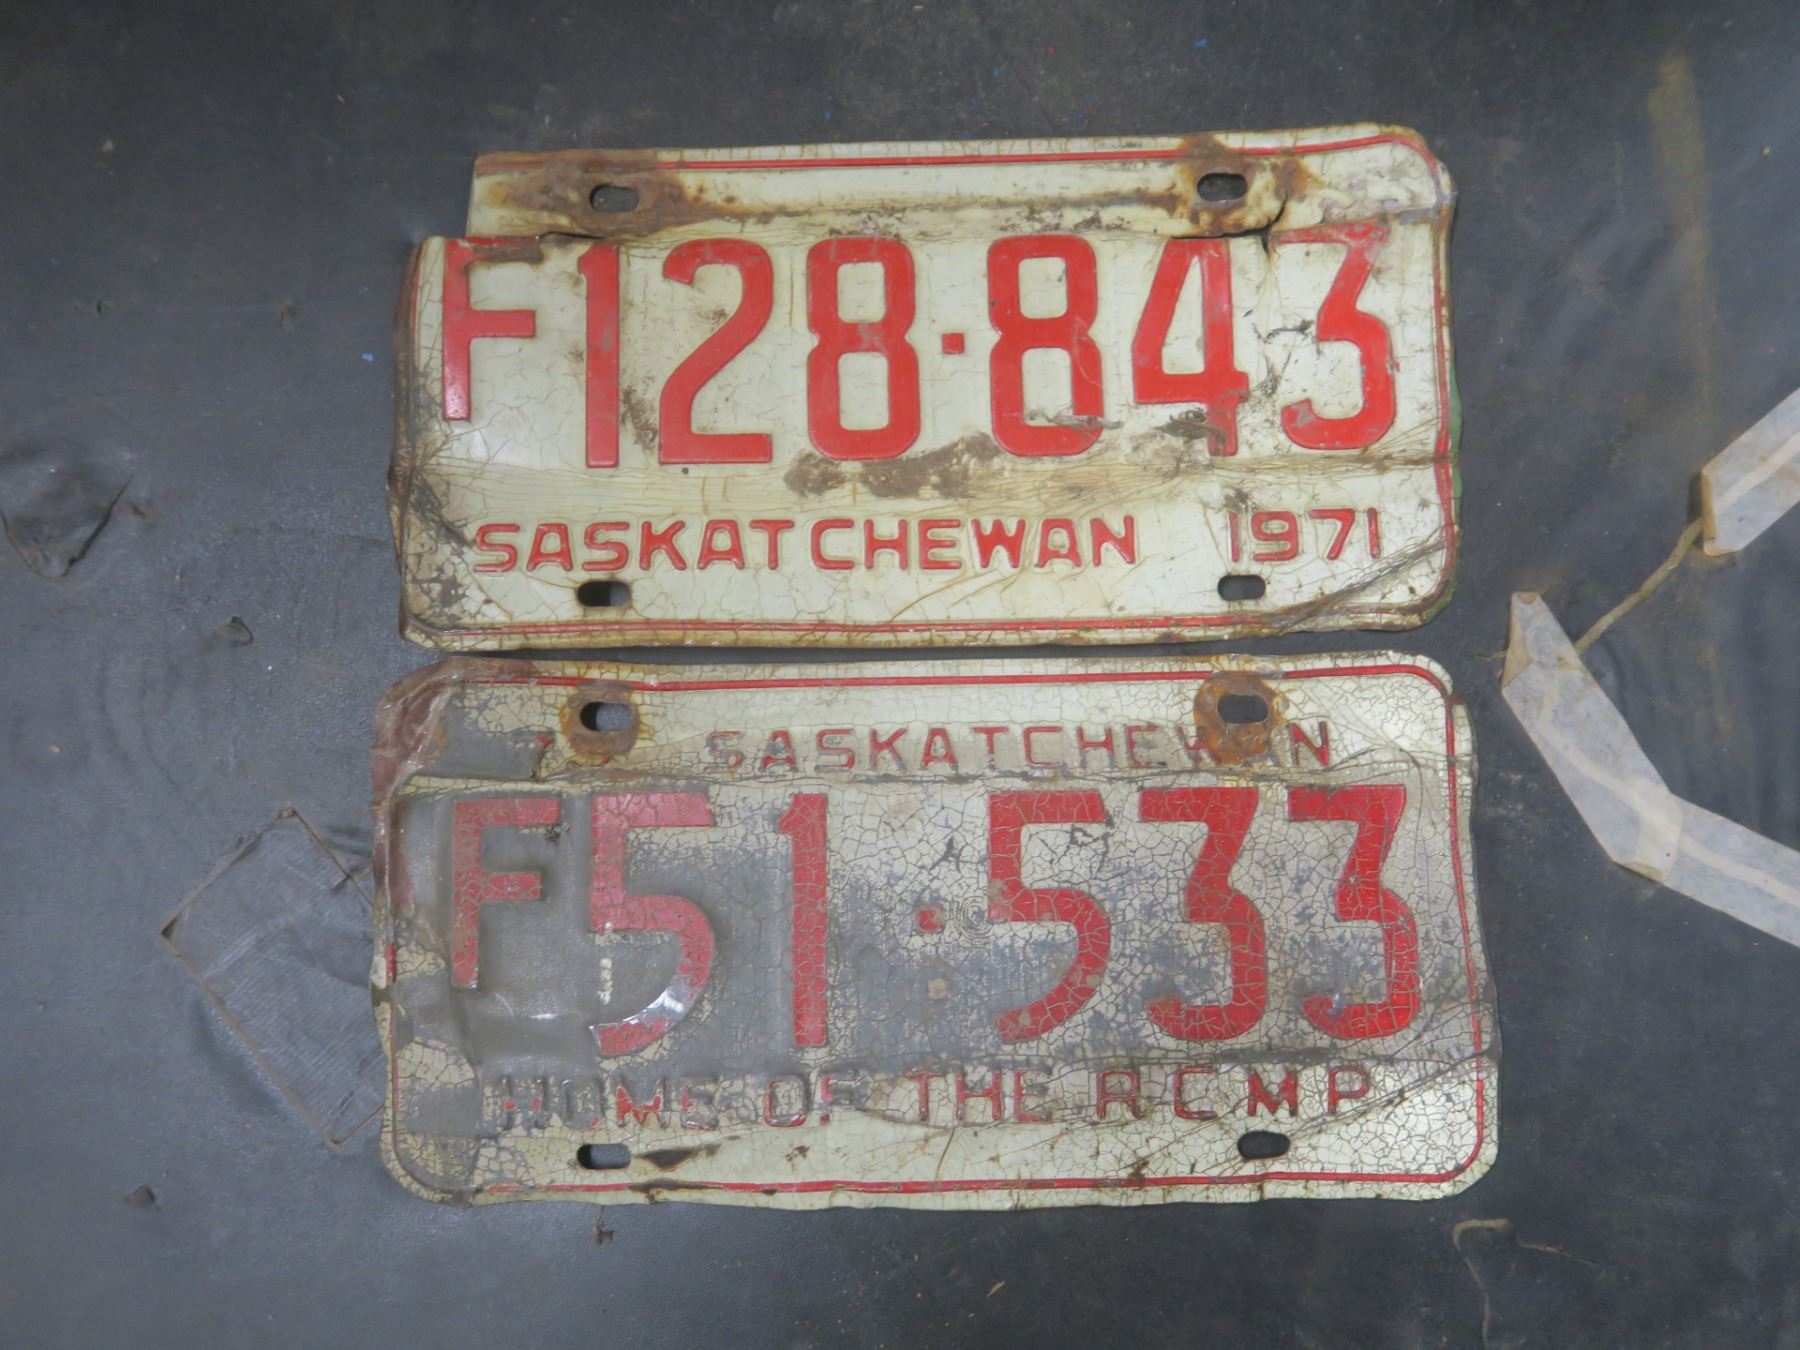 F128·843
SASKATCHEWAN 1971
SASKATCHEWAN
F51·533
HOME OF THE RCMP